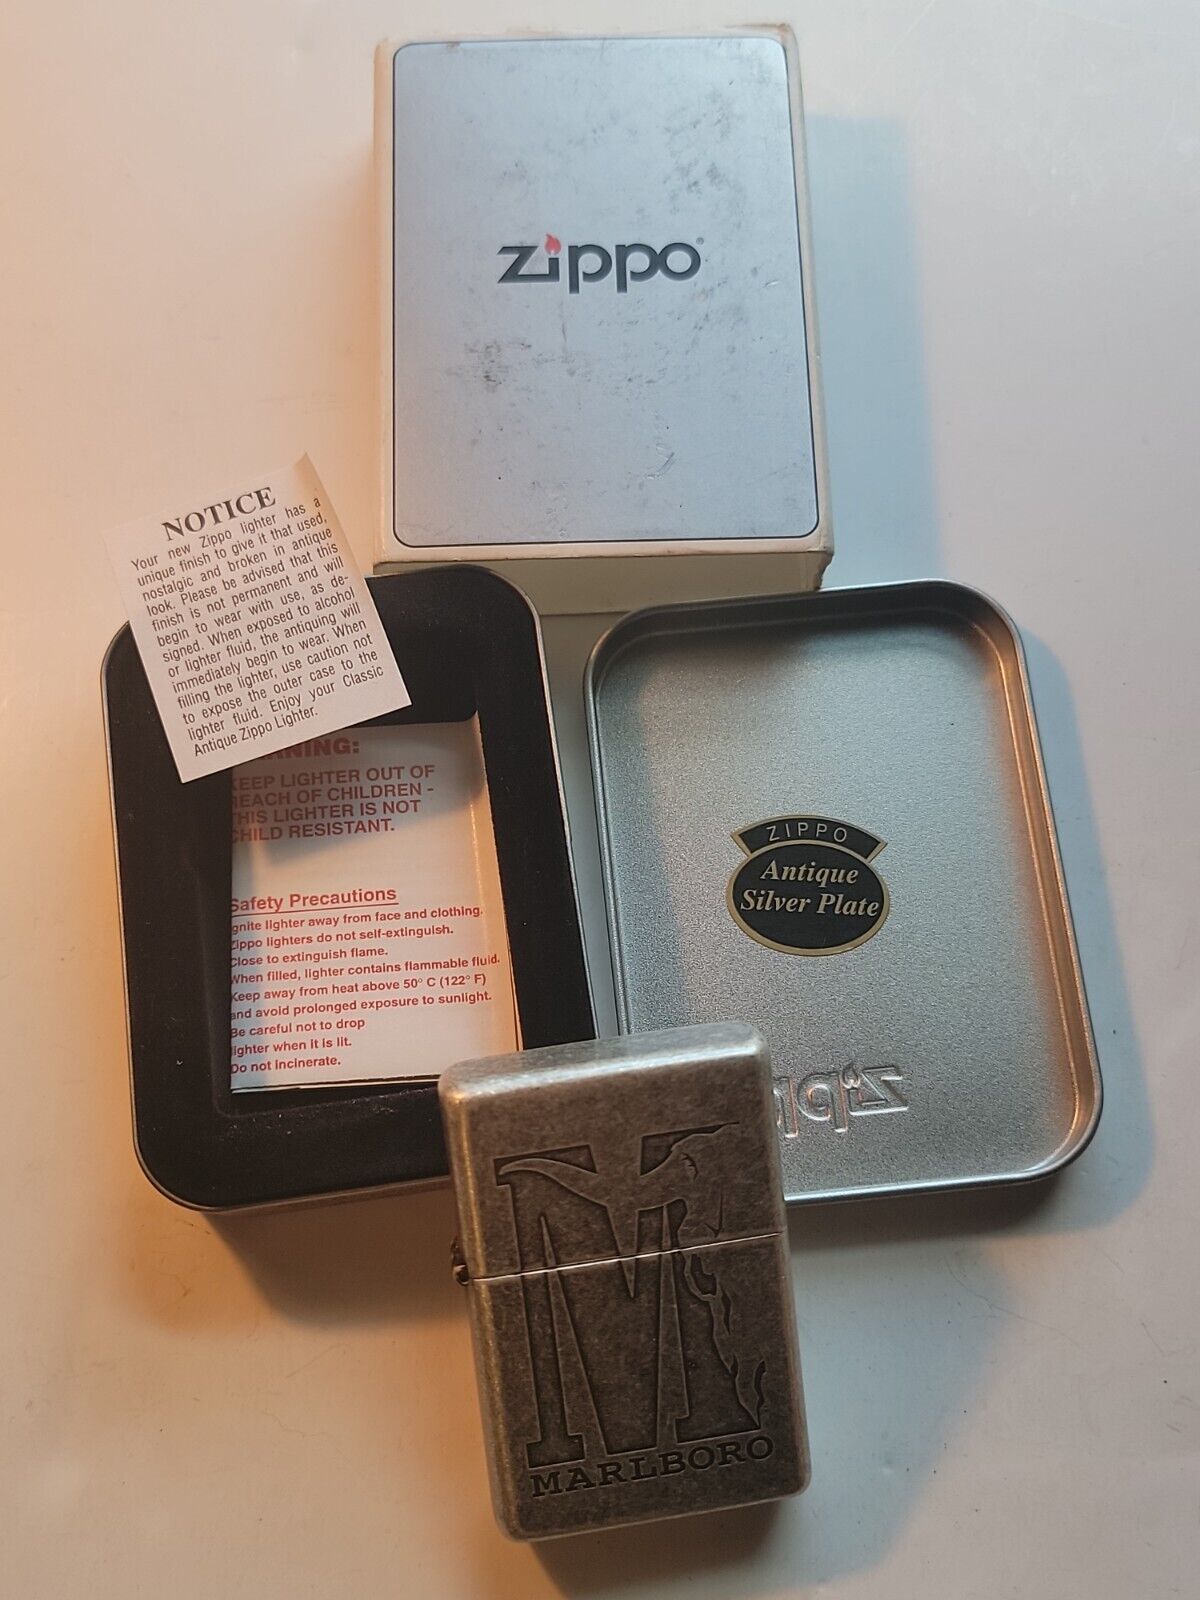 zippo
NOTICE
Your new Zippo lighter has a
unique finish to give it that used,
nostalgic and broken in antique
look. Please be advised that this
finish is not permanent and will
begin to wear with use, as de-
signed. When exposed to alcohol
or lighter fluid, the antiquing will
immediately begin to wear. When
filling the lighter, use caution not
to expose the outer case to the
lighter fluid. Enjoy your Classic
Antique Zippo Lighter.
KEEP LIGHTER OUT OF
REACH OF CHILDREN -
THIS LIGHTER IS NOT
CHILD RESISTANT.
Safety Precautions
Ignite lighter away from face and clothing.
Zippo lighters do not self-extinguish.
Close to extinguish flame.
When filled, lighter contains flammable fluid.
Keep away from heat above 50° C (122° F)
and avoid prolonged exposure to sunlight.
Be careful not to drop
lighter when it is lit.
Do not incinerate.
ZIPPO
Antique
Silver Plate
M
MARLBORO